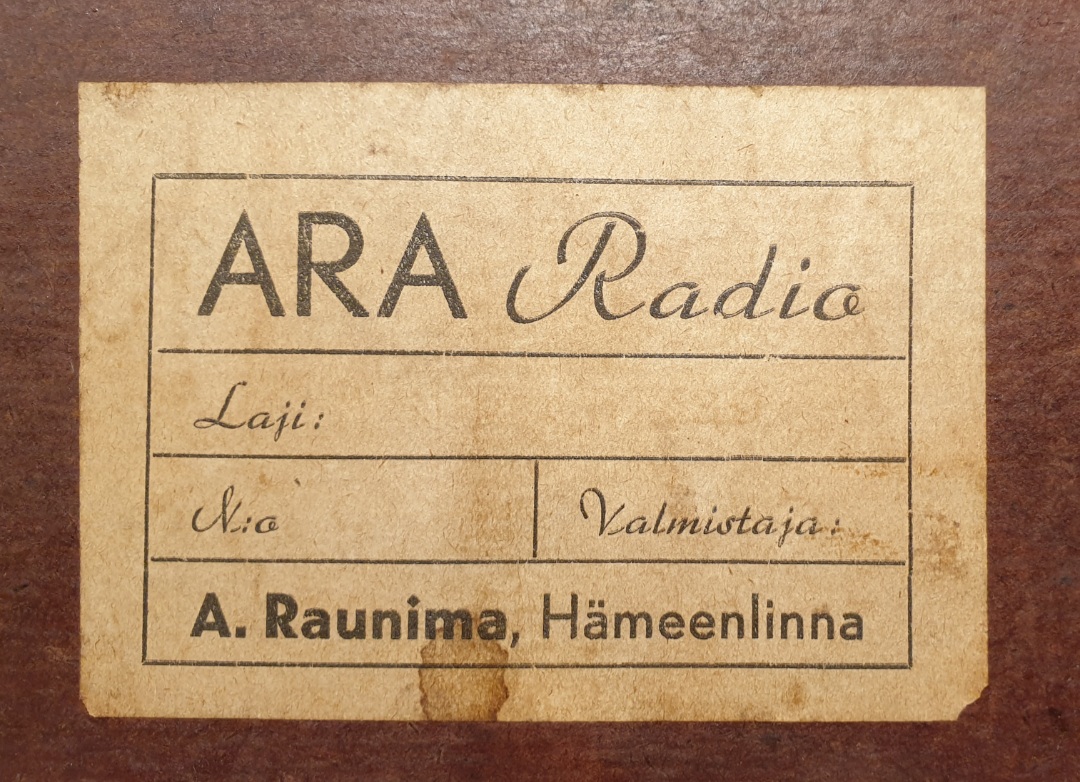 ARA Radio
Laji:
N:o
Valmistaja:
A. Raunima, Hämeenlinna